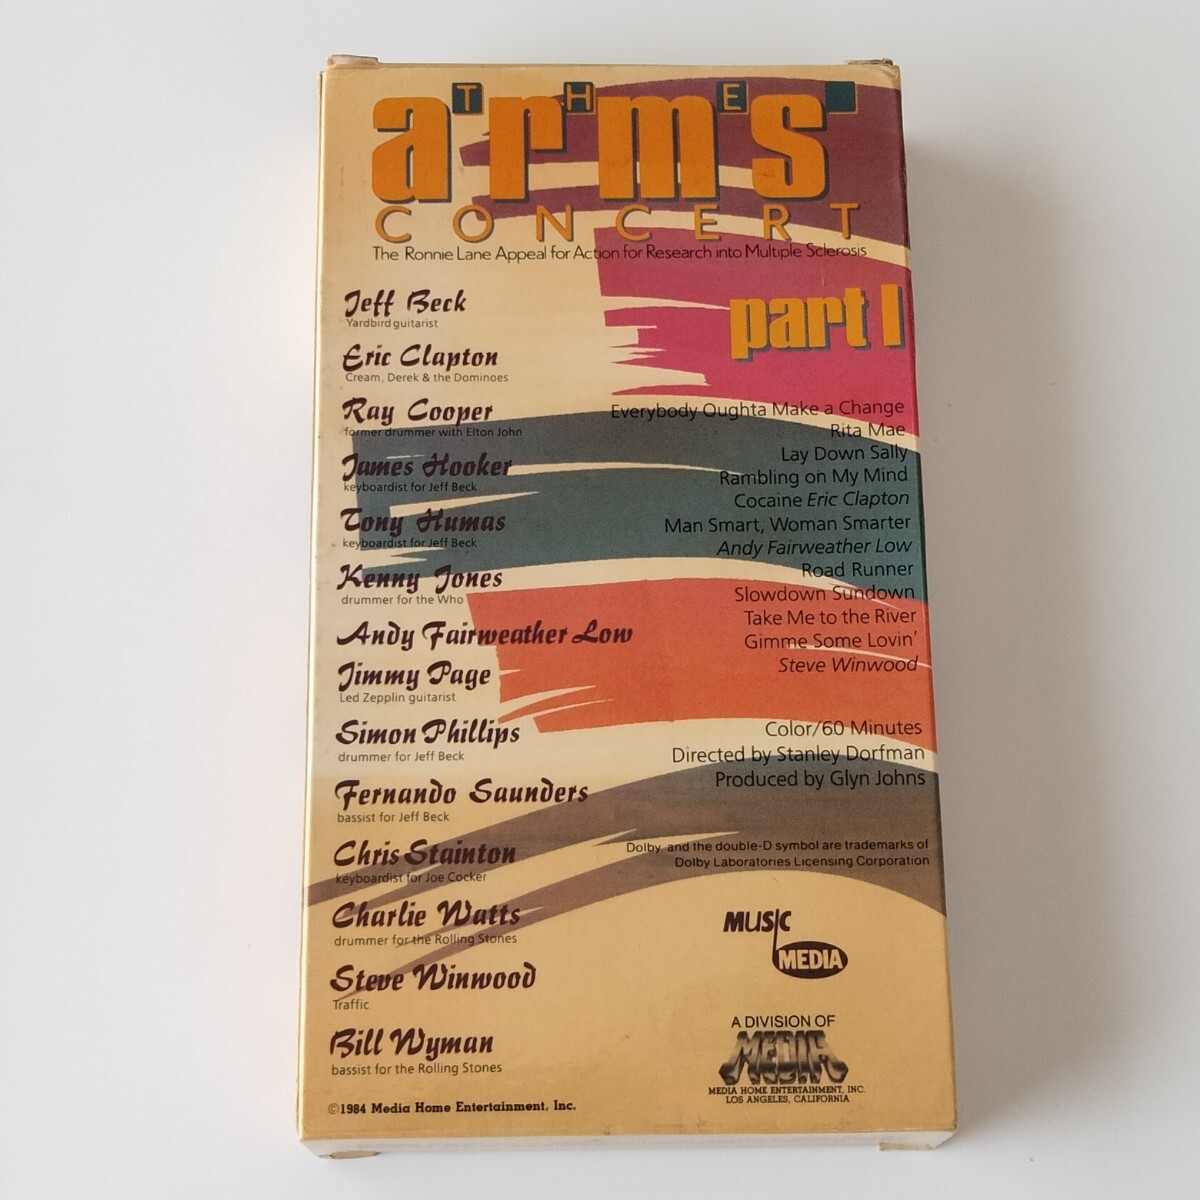 THE
arms
CONCERT
The Ronnie Lane Appeal for Action for Research into Multiple Sclerosis
part I
Jeff Beck
Yardbird guitarist
Eric Clapton
Cream, Derek & the Dominoes
Ray Cooper
former drummer with Elton John
James Hooker
keyboardist for Jeff Beck
Tony Humas
keyboardist for Jeff Beck
Kenny Jones
drummer for the Who
Andy Fairweather Low
Jimmy Page
Led Zepplin guitarist
Simon Phillips
drummer for Jeff Beck
Fernando Saunders
bassist for Jeff Beck
Chris Stainton
keyboardist for Joe Cocker
Charlie Watts
drummer for the Rolling Stones
Steve Winwood
Traffic
Bill Wyman
bassist for the Rolling Stones
©1984 Media Home Entertainment, Inc.
Everybody Oughta Make a Change
Rita Mae
Lay Down Sally
Rambling on My Mind
Cocaine Eric Clapton
Man Smart, Woman Smarter
Andy Fairweather Low
Road Runner
Slowdown Sundown
Take Me to the River
Gimme Some Lovin'
Steve Winwood
Color/60 Minutes
Directed by Stanley Dorfman
Produced by Glyn Johns
Dolby and the double-D symbol are trademarks of
Dolby Laboratories Licensing Corporation
MUSIC
MEDIA
A DIVISION OF
MEDIA
MEDIA HOME ENTERTAINMENT, INC.
LOS ANGELES, CALIFORNIA